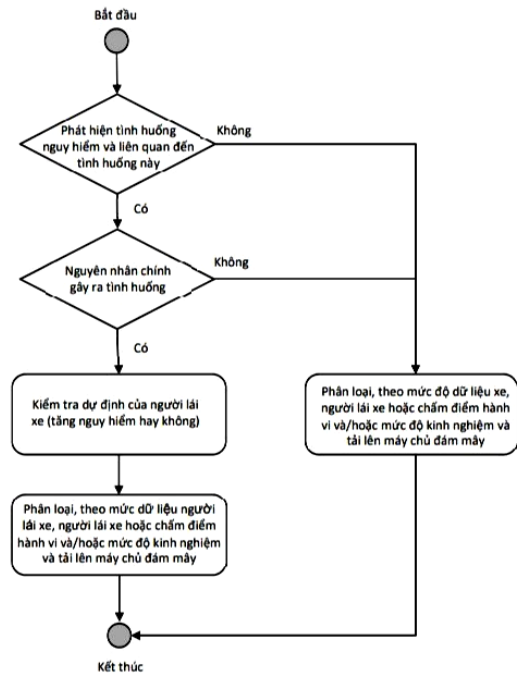 Bắt đầu
Phát hiện tình huống
nguy hiểm và liên quan đến
tình huống này
Không
Có
Nguyên nhân chính
gây ra tình huống
Không
Có
Kiểm tra dự định của người lái
xe (tăng nguy hiểm hay không)
Phân loại, theo mức độ dữ liệu xe,
người lái xe hoặc chấm điểm hành
vi và/hoặc mức độ kinh nghiệm và
tải lên máy chủ đám mây
Phân loại, theo mức dữ liệu người
lái xe, người lái xe hoặc chấm điểm
hành vi và/hoặc mức độ kinh nghiệm
và tải lên máy chủ đám mây
Kết thúc